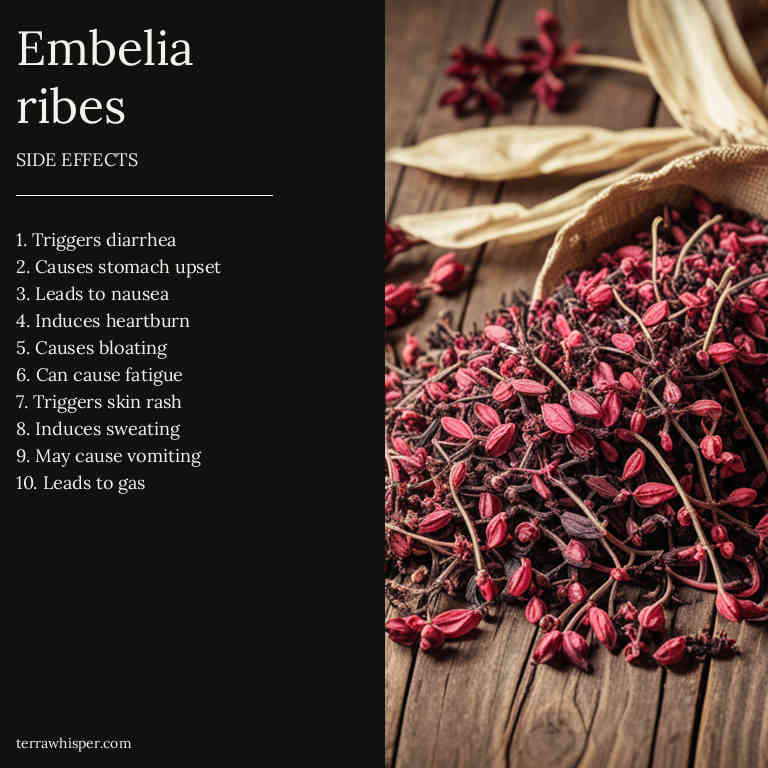 Embelia
ribes
SIDE EFFECTS
1. Triggers diarrhea
2. Causes stomach upset
3. Leads to nausea
4. Induces heartburn
5. Causes bloating
6. Can cause fatigue
7. Triggers skin rash
8. Induces sweating
9. May cause vomiting
10. Leads to gas
terrawhisper.com